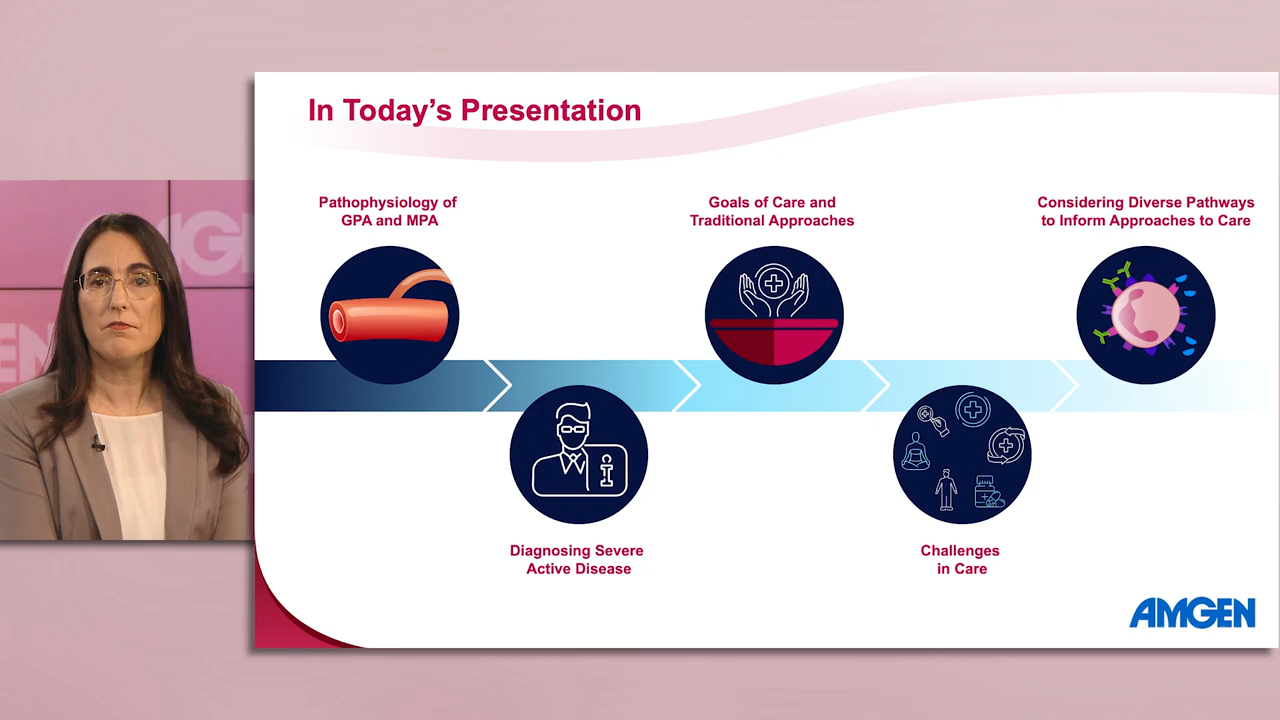 In Today's Presentation
Pathophysiology of
GPA and MPA
Goals of Care and
Traditional Approaches
Considering Diverse Pathways
to Inform Approaches to Care
Diagnosing Severe
Active Disease
Challenges
in Care
AMGEN